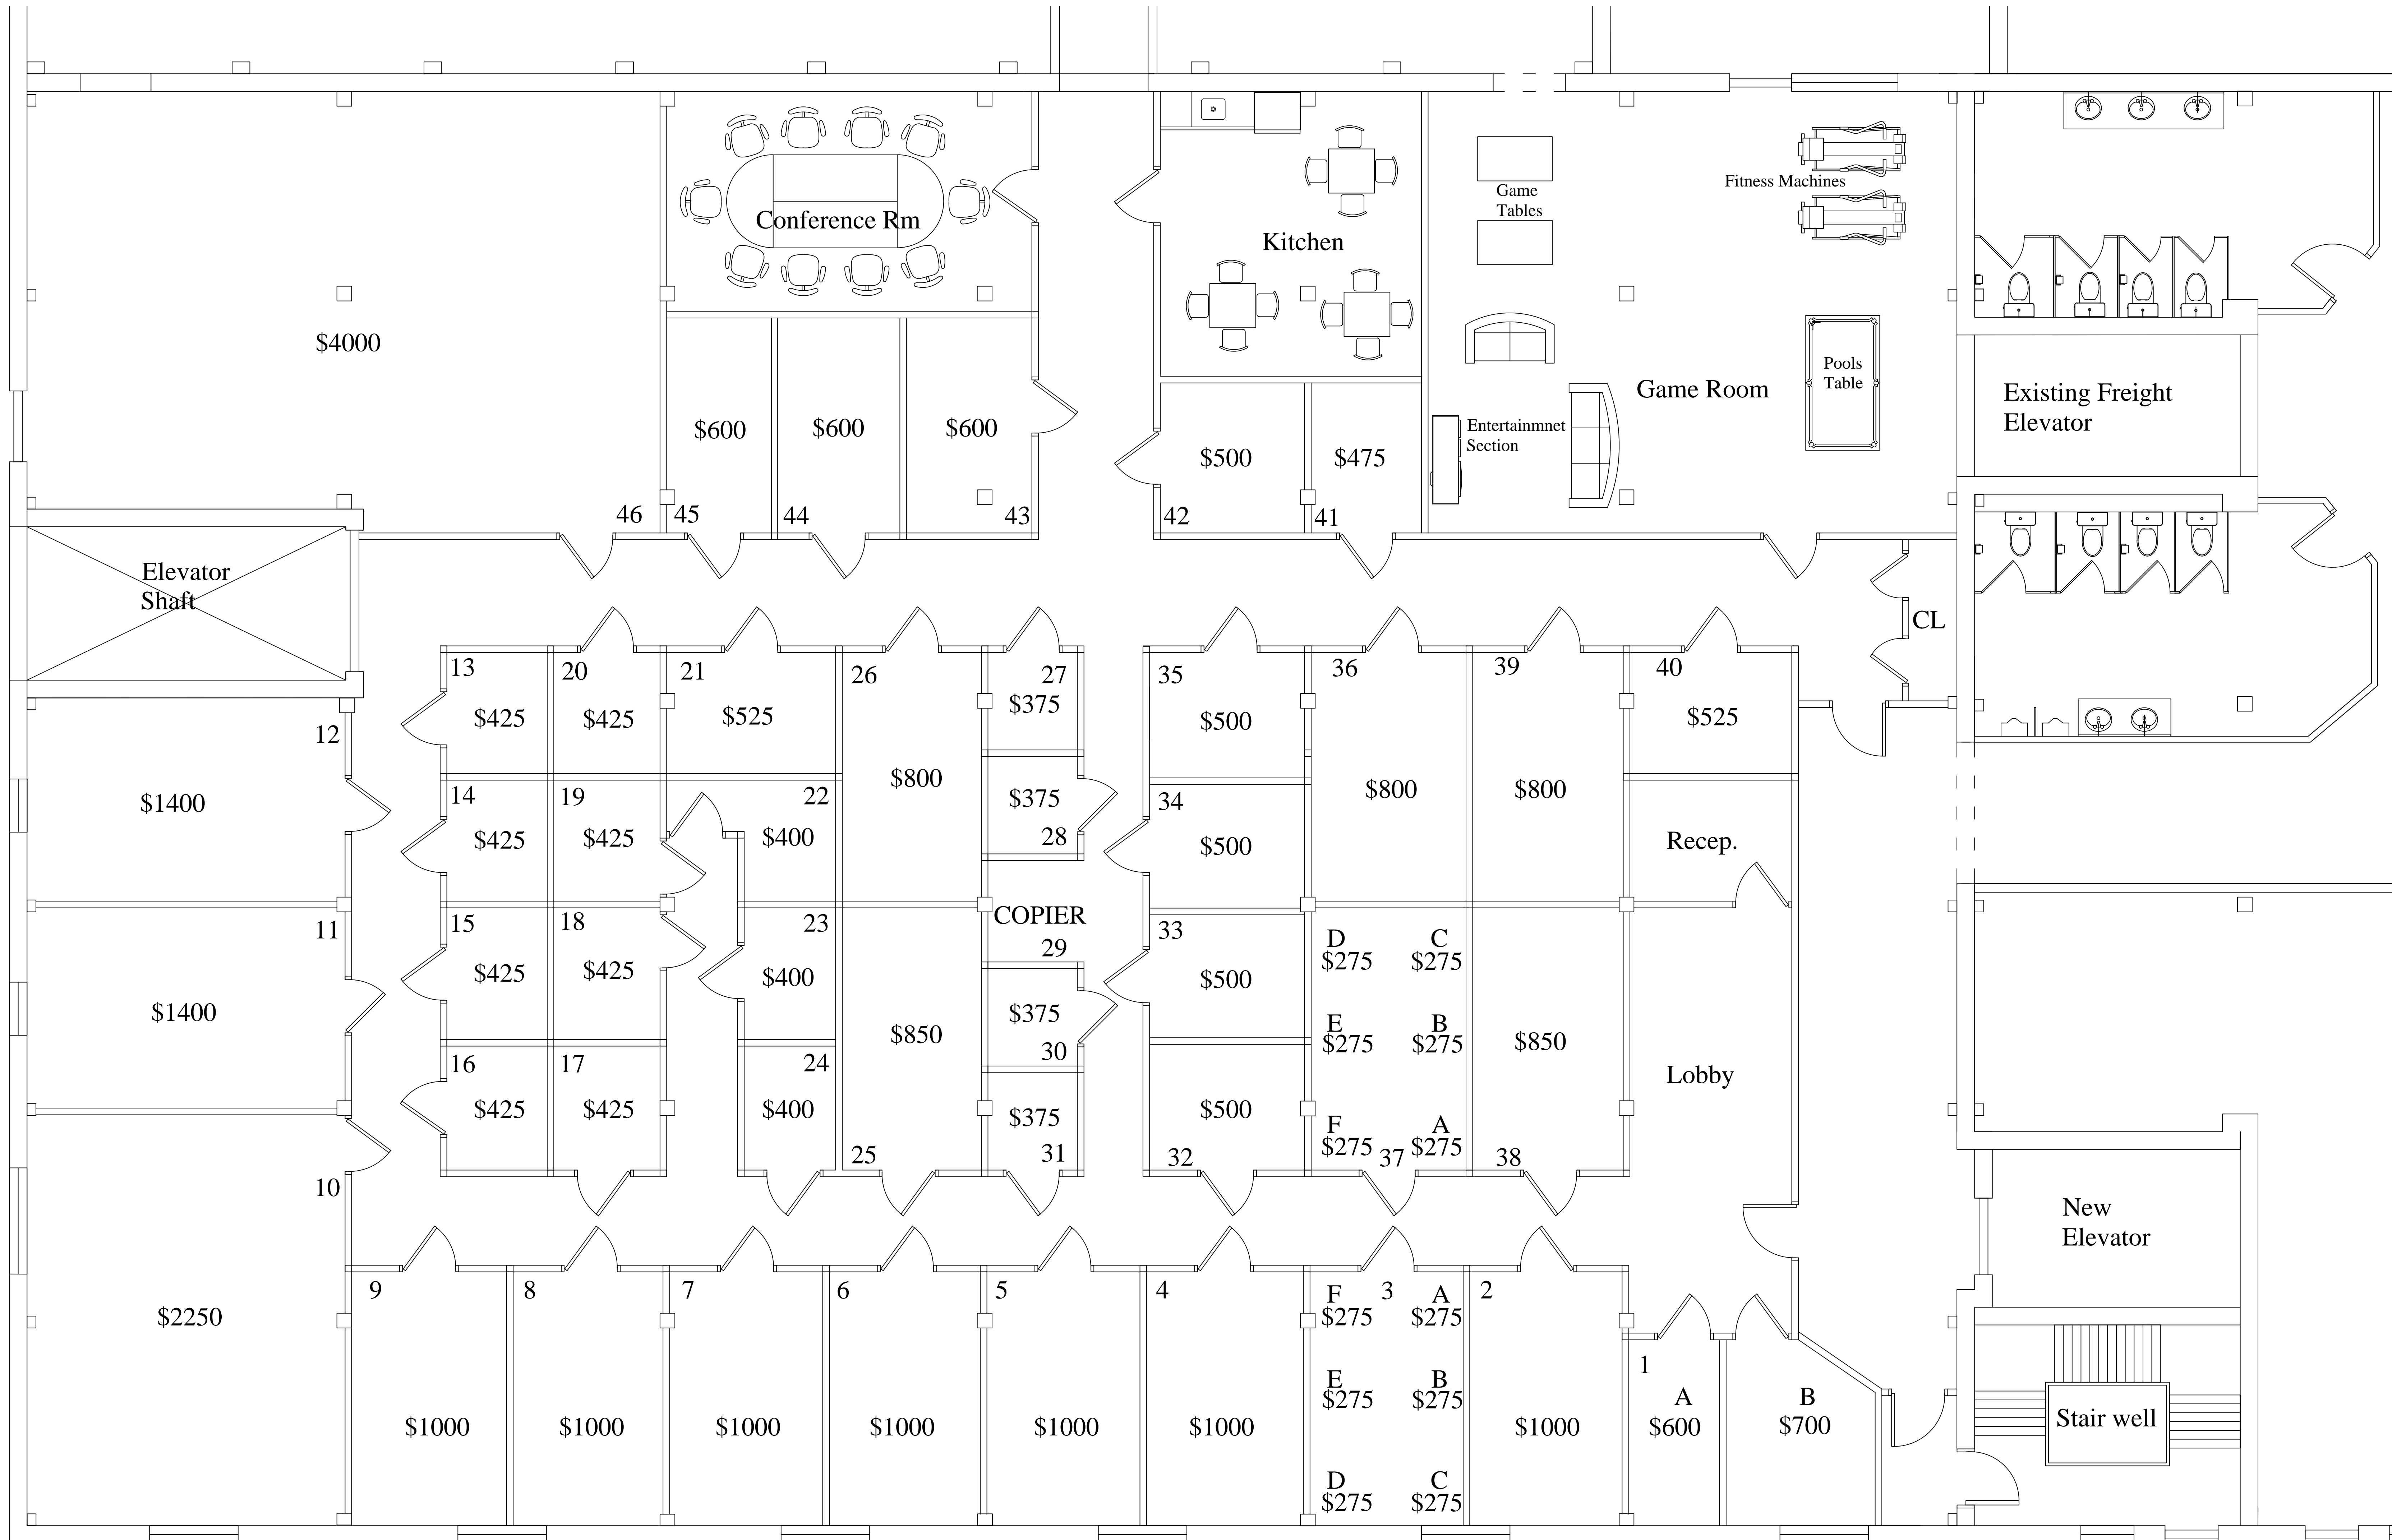 Conference Rm
Kitchen
Game
Tables
Fitness Machines
$4000
Game Room
Pools
Table
Existing Freight
Elevator
$600
$600
$600
$500
$475
Entertainmnet
Section
46
45
44
43
42
41
Elevator
Shaft
CL
13
20
21
26
27
35
36
39
40
$425
$425
$525
$375
$500
$525
12
$1400
$800
$800
$800
14
19
22
$375
34
$425
$425
$400
28
$500
Recep.
11
15
18
23
COPIER
29
33
D
$275
C
$275
$1400
$425
$425
$400
$375
$500
E
$275
B
$275
$850
$850
16
17
24
30
Lobby
$425
$425
$400
$375
$500
F
$275
A
$275
25
31
32
37
38
10
New
Elevator
$2250
9
8
7
6
5
4
F
$275
3
A
$275
2
1
E
$275
B
$275
A
$600
B
$700
$1000
$1000
$1000
$1000
$1000
$1000
$1000
D
$275
C
$275
Stair well